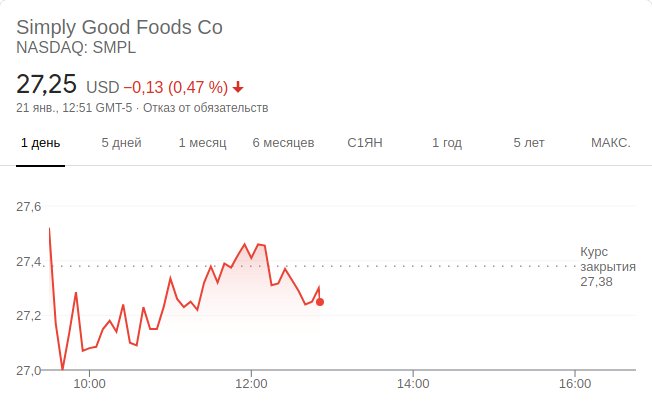 Simply Good Foods Co
NASDAQ: SMPL
27,25 USD −0,13 (0,47 %)
21 янв., 12:51 GMT-5 · Отказ от обязательств
1 день 5 дней 1 месяц 6 месяцев С1ЯН 1 год 5 лет МАКС.
27,6
27,4
27,2
27,0
Курс
закрытия
27,38
10:00 12:00 14:00 16:00